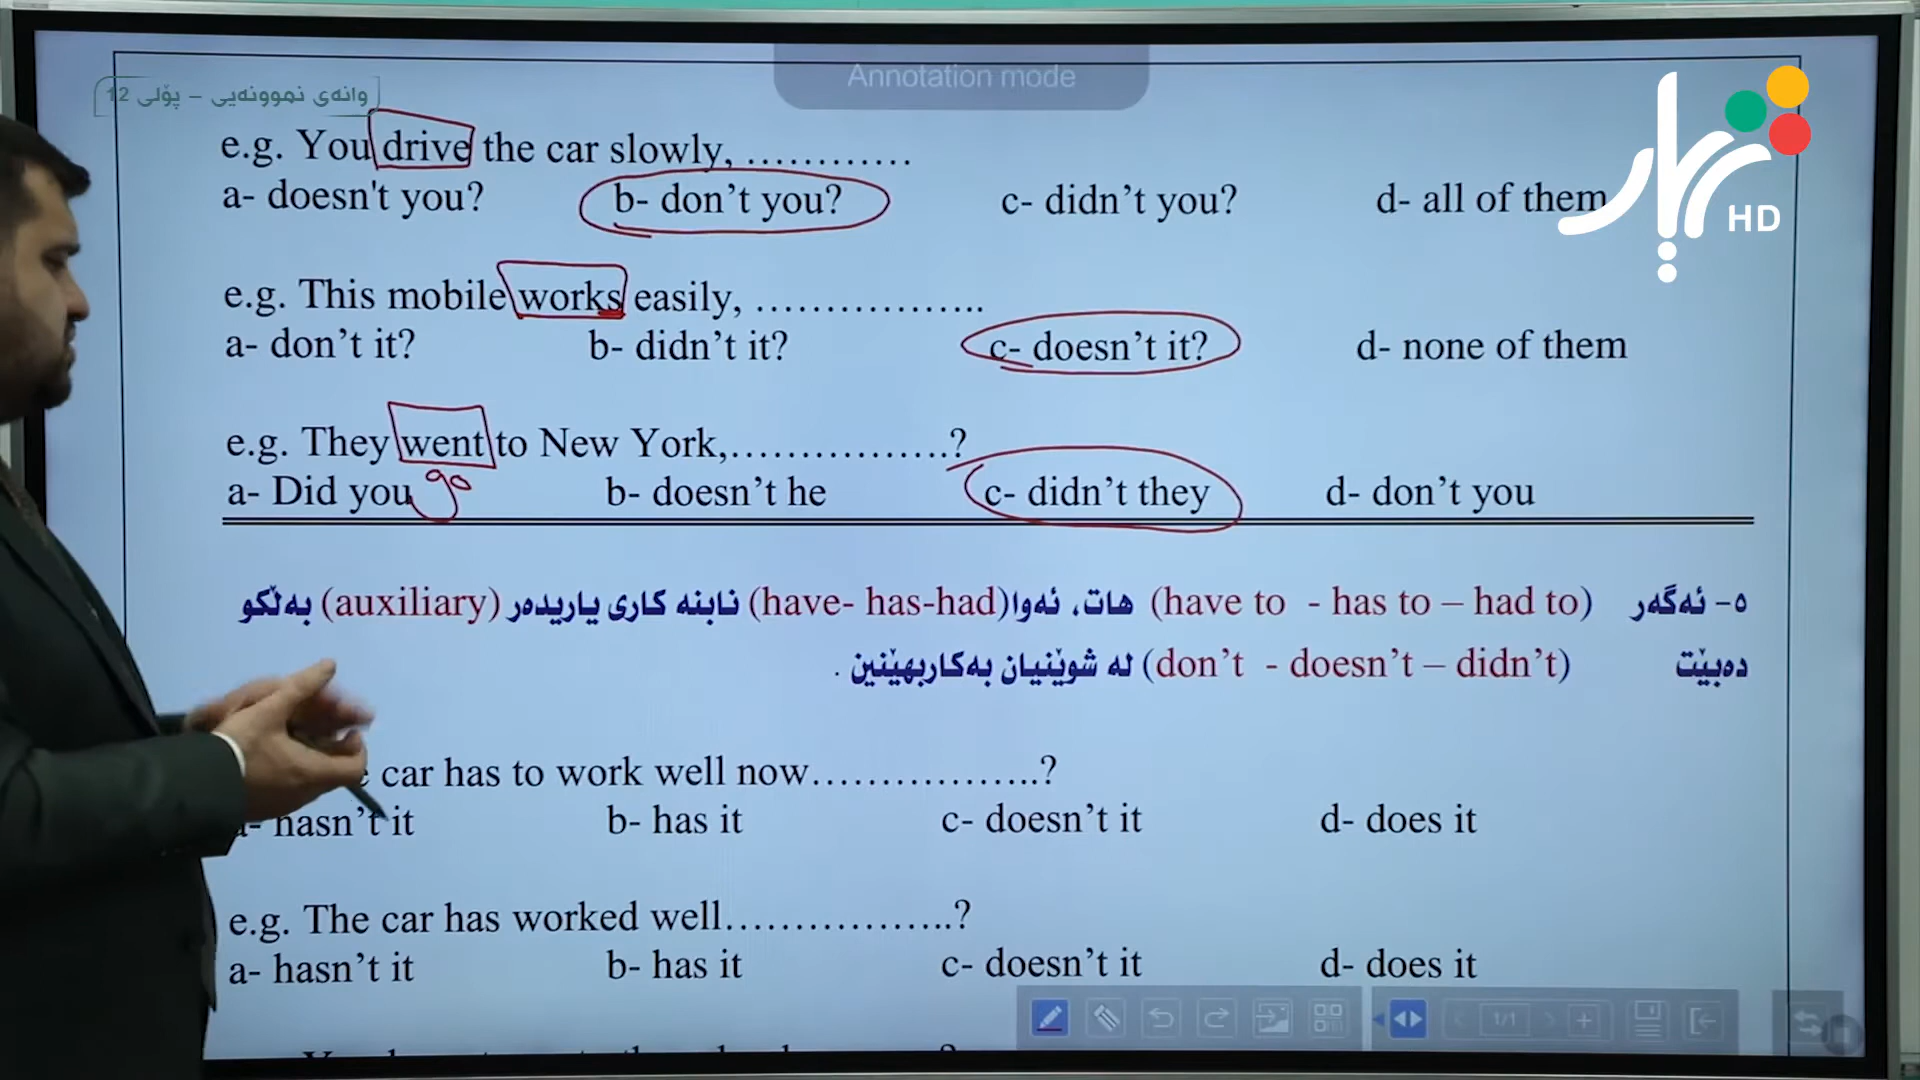 Annotation mode
وانەی نموونەیی – پۆلی 12
HD
e.g. You drive the car slowly, …………
a- doesn't you? b- don’t you? c- didn’t you? d- all of them
e.g. This mobile works easily, ……………..
a- don’t it? b- didn’t it? c- doesn’t it? d- none of them
e.g. They went to New York,…………….?
go
a- Did you b- doesn’t he c- didn’t they d- don’t you
٥- ئەگەر (have to - has to – had to) هات، ئەوا(have- has-had) نابنە کاری یاریدەر (auxiliary) بەڵکو
دەبێت (don’t - doesn’t – didn’t) لە شوێنیان بەکاربهێنین .
car has to work well now……………..?
a- hasn’t it b- has it c- doesn’t it d- does it
e.g. The car has worked well……………..?
a- hasn’t it b- has it c- doesn’t it d- does it
1/1